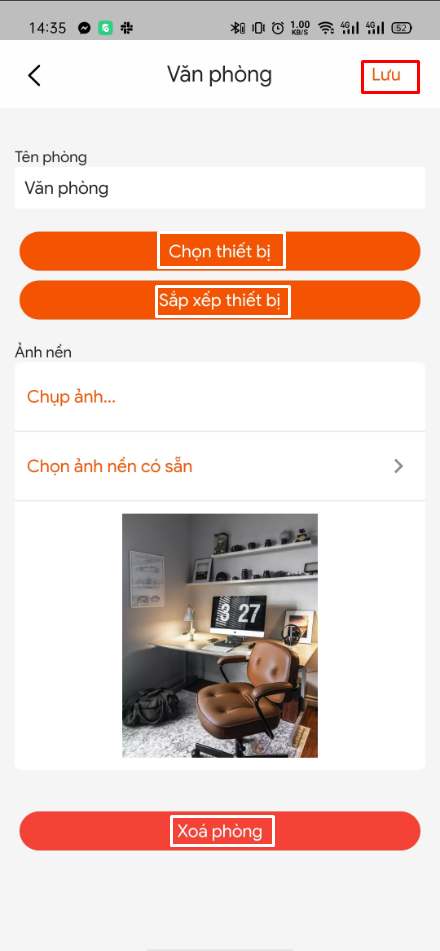 14:35
1.00
KB/S
4G
4G
52
Văn phòng
Lưu
Tên phòng
Văn phòng
Chọn thiết bị
Sắp xếp thiết bị
Ảnh nền
Chụp ảnh...
Chọn ảnh nền có sẵn
8 27
Xoá phòng